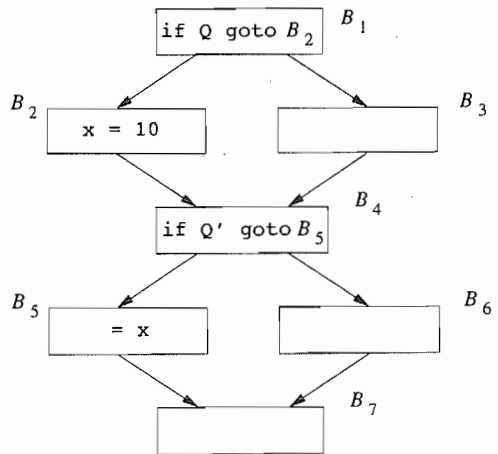 B1
if Q goto B2
B2
B3
x = 10
B4
if Q' goto B5
B5
B6
= x
B7